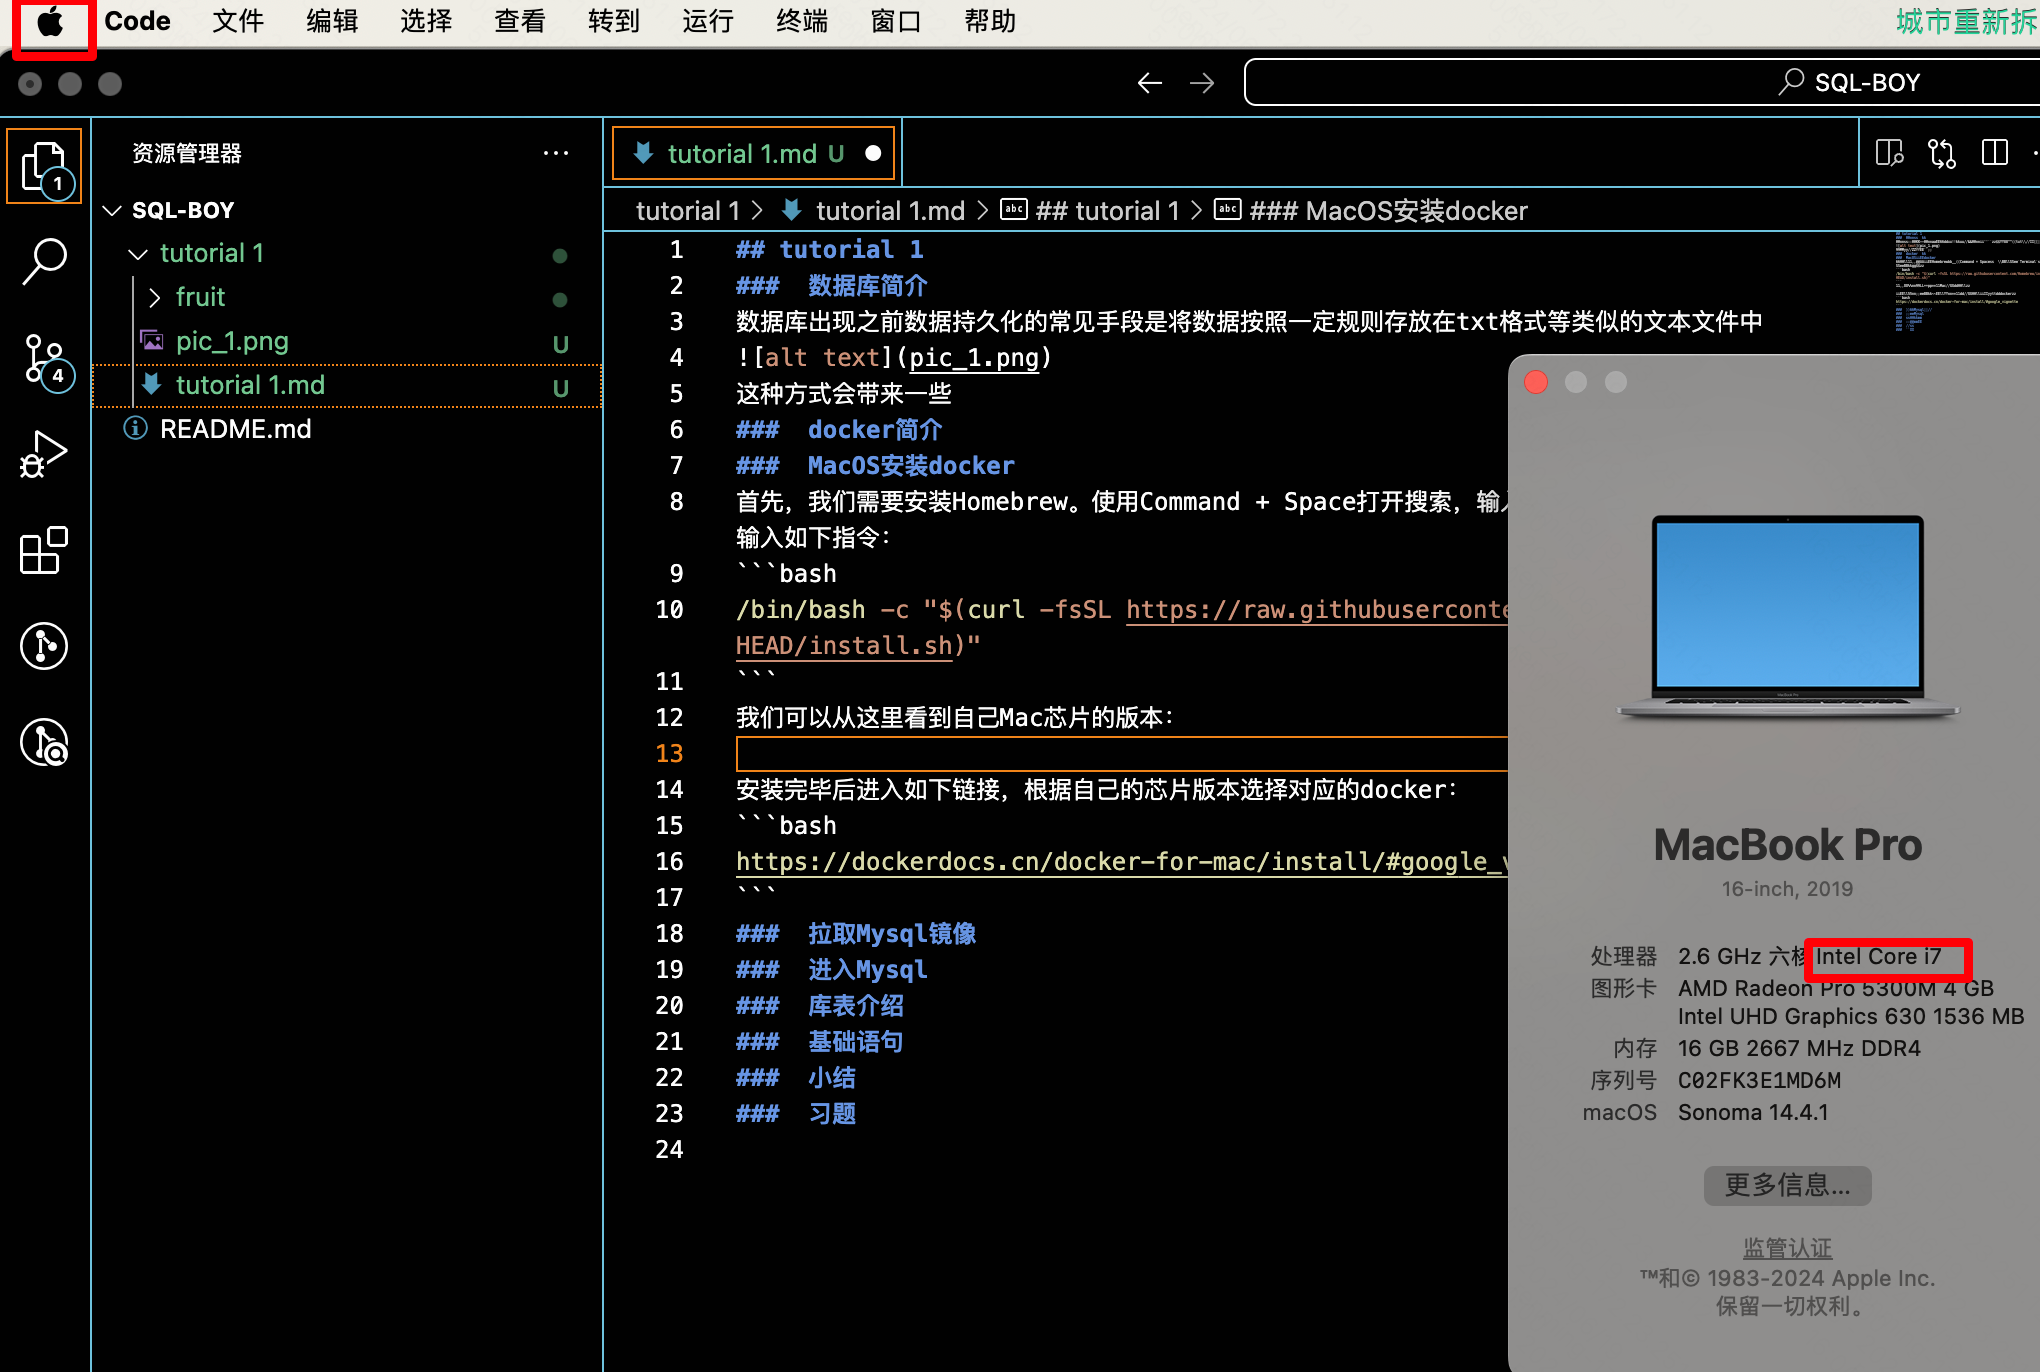 Code 文件 编辑 选择 查看 转到 运行 终端 窗口 帮助 城市重新拆
SQL-BOY
资源管理器 ···
SQL-BOY
tutorial 1
fruit
pic_1.png U
tutorial 1.md U
README.md
1
4
tutorial 1.md U
tutorial 1 > tutorial 1.md > ## tutorial 1 > ### MacOS安装docker
1 ## tutorial 1
2 ### 数据库简介
3 数据库出现之前数据持久化的常见手段是将数据按照一定规则存放在txt格式等类似的文本文件中
4 ![alt text](pic_1.png)
5 这种方式会带来一些
6 ### docker简介
7 ### MacOS安装docker
8 首先，我们需要安装Homebrew。使用Command + Space打开搜索，输入
输入如下指令：
9 ```bash
10 /bin/bash -c "$(curl -fsSL https://raw.githubuserconte
HEAD/install.sh)"
11 ```
12 我们可以从这里看到自己Mac芯片的版本：
13
14 安装完毕后进入如下链接，根据自己的芯片版本选择对应的docker：
15 ```bash
16 https://dockerdocs.cn/docker-for-mac/install/#google_v
17 ```
18 ### 拉取Mysql镜像
19 ### 进入Mysql
20 ### 库表介绍
21 ### 基础语句
22 ### 小结
23 ### 习题
24
MacBook Pro
16-inch, 2019
处理器 2.6 GHz 六核 Intel Core i7
图形卡 AMD Radeon Pro 5300M 4 GB
Intel UHD Graphics 630 1536 MB
内存 16 GB 2667 MHz DDR4
序列号 C02FK3E1MD6M
macOS Sonoma 14.4.1
更多信息...
监管认证
™和© 1983-2024 Apple Inc.
保留一切权利。